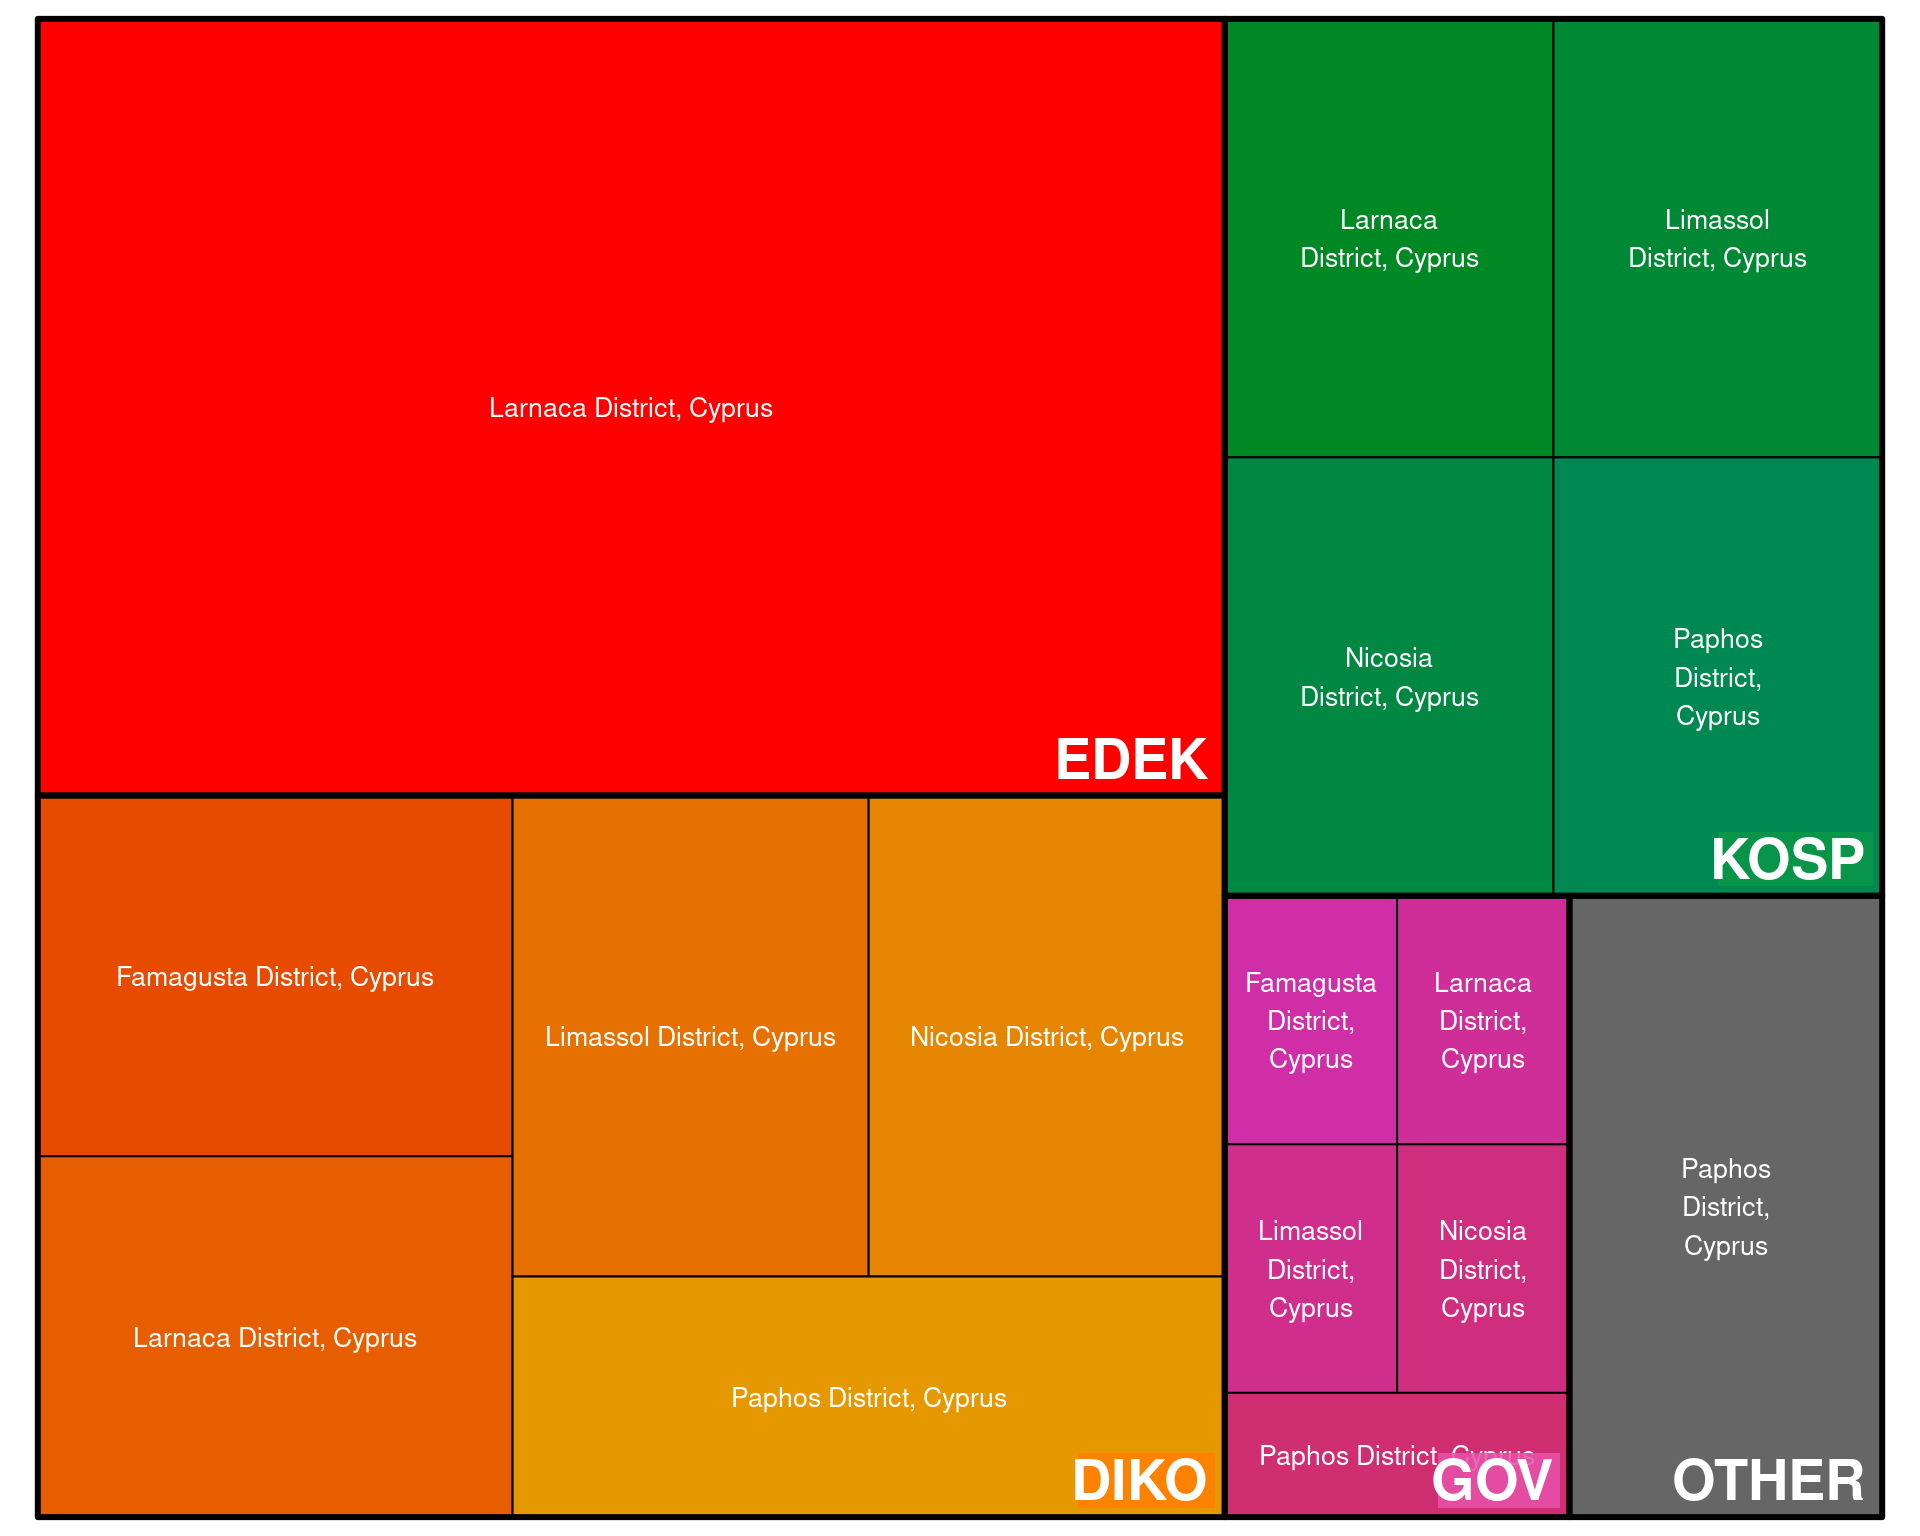 Larnaca District, Cyprus
EDEK
Larnaca
District, Cyprus
Limassol
District, Cyprus
Nicosia
District, Cyprus
Paphos
District,
Cyprus
KOSP
Famagusta District, Cyprus
Larnaca District, Cyprus
Limassol District, Cyprus
Nicosia District, Cyprus
Paphos District, Cyprus
DIKO
Famagusta
District,
Cyprus
Larnaca
District,
Cyprus
Limassol
District,
Cyprus
Nicosia
District,
Cyprus
Paphos District, Cyprus
GOV
Paphos
District,
Cyprus
OTHER